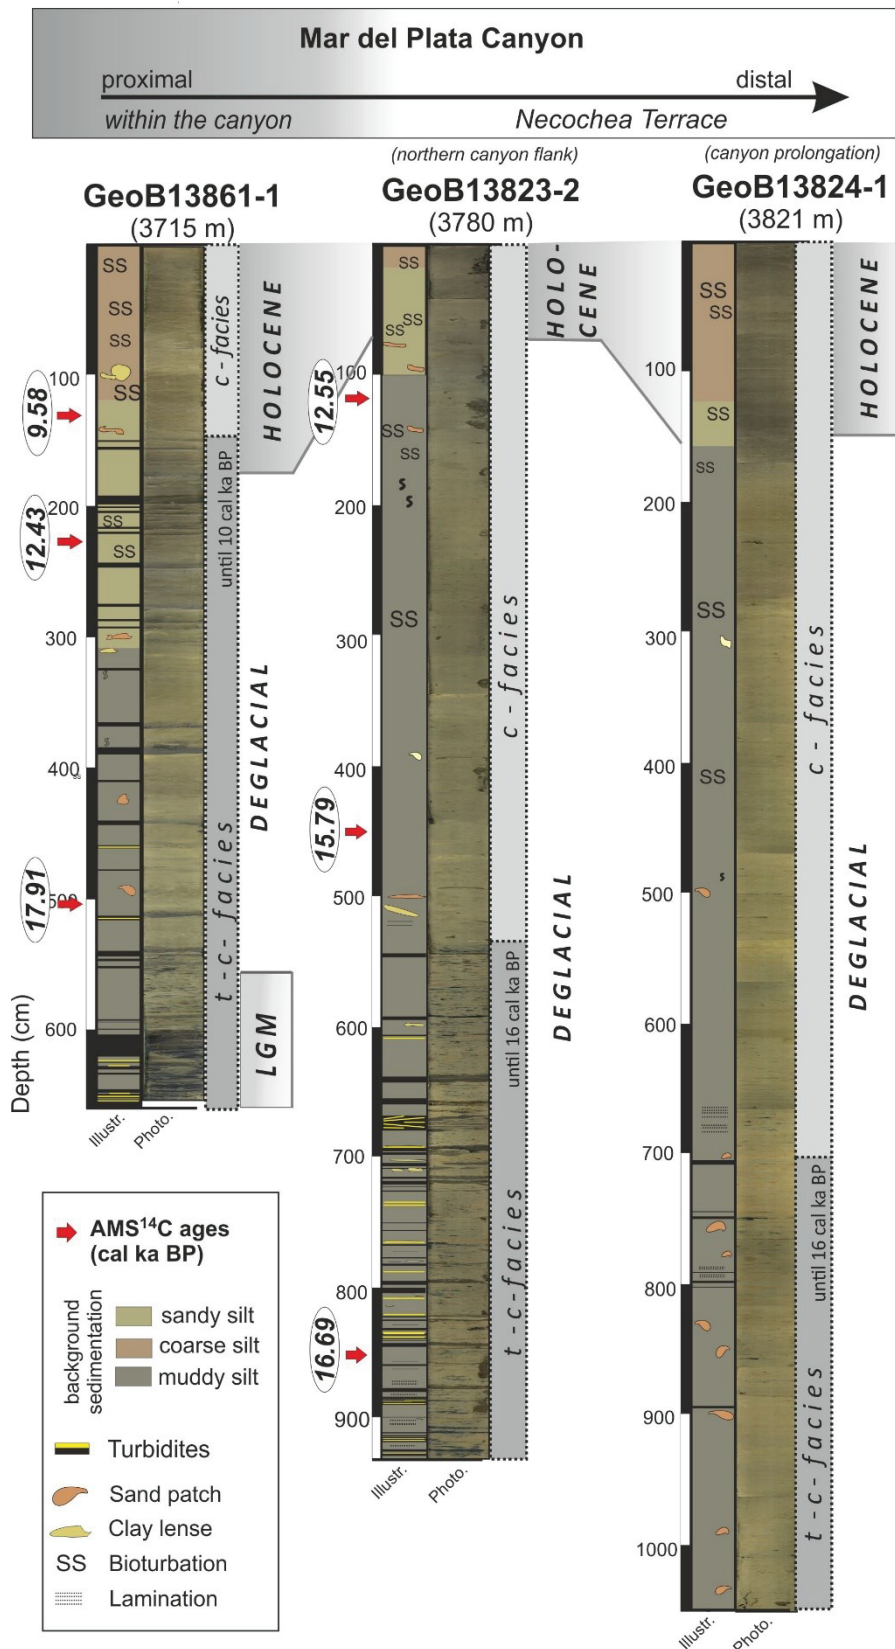 Mar del Plata Canyon
proximal
distal
within the canyon
Necochea Terrace
(northern canyon flank)
(canyon prolongation)
GeoB13861-1
(3715 m)
GeoB13823-2
(3780 m)
GeoB13824-1
(3821 m)
SS
SS
SS
SS
SS
SS
100
200
300
400
500
600
9.58
12.43
17.91
c - facies
until 10 cal ka BP
t - c - facies
HOLOCENE
DEGLACIAL
LGM
Depth (cm)
Illustr.
Photo.
SS
SS
SS
SS
SS
SS
100
200
300
400
500
600
700
800
900
12.55
15.79
16.69
c - facies
until 16 cal ka BP
t - c - facies
HOLO-
CENE
DEGLACIAL
Illustr.
Photo.
SS
SS
SS
SS
SS
SS
100
200
300
400
500
600
700
800
900
1000
c - facies
until 16 cal ka BP
t - c - facies
HOLOCENE
DEGLACIAL
Illustr.
Photo.
AMS¹⁴C ages
(cal ka BP)
background
sedimentation
sandy silt
coarse silt
muddy silt
Turbidites
Sand patch
Clay lense
SS
Bioturbation
Lamination